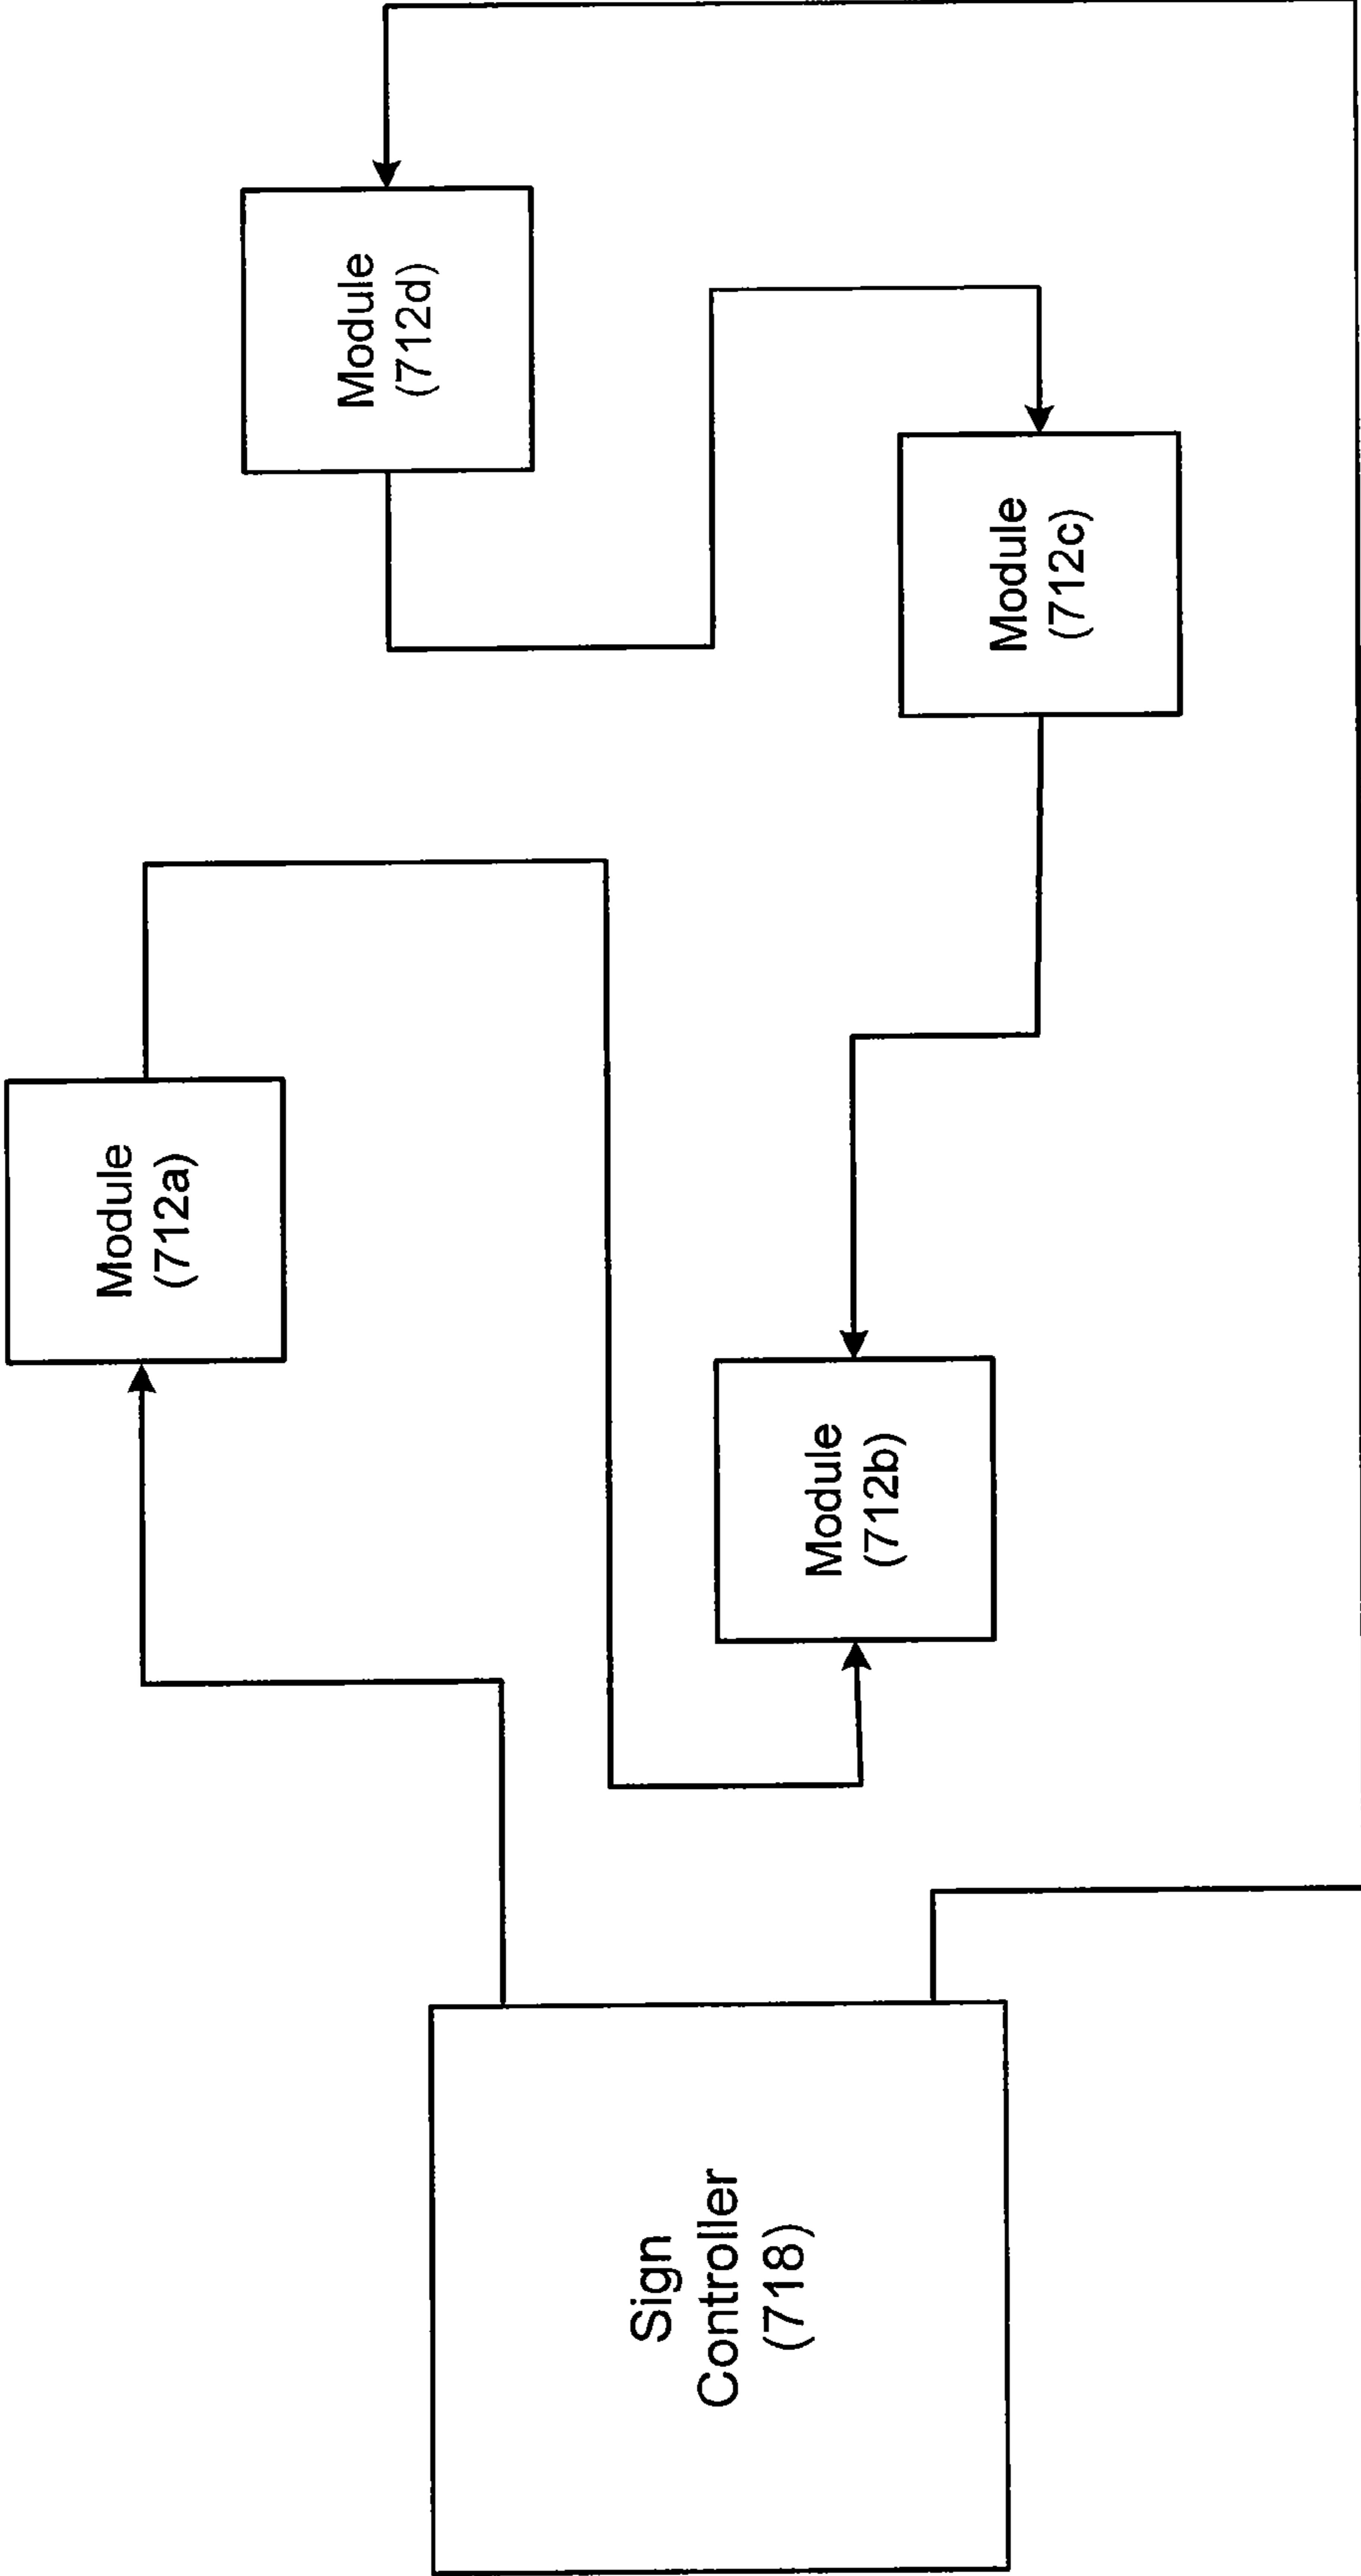 Sign
Controller
(718)
Module
(712a)
Module
(712b)
Module
(712c)
Module
(712d)